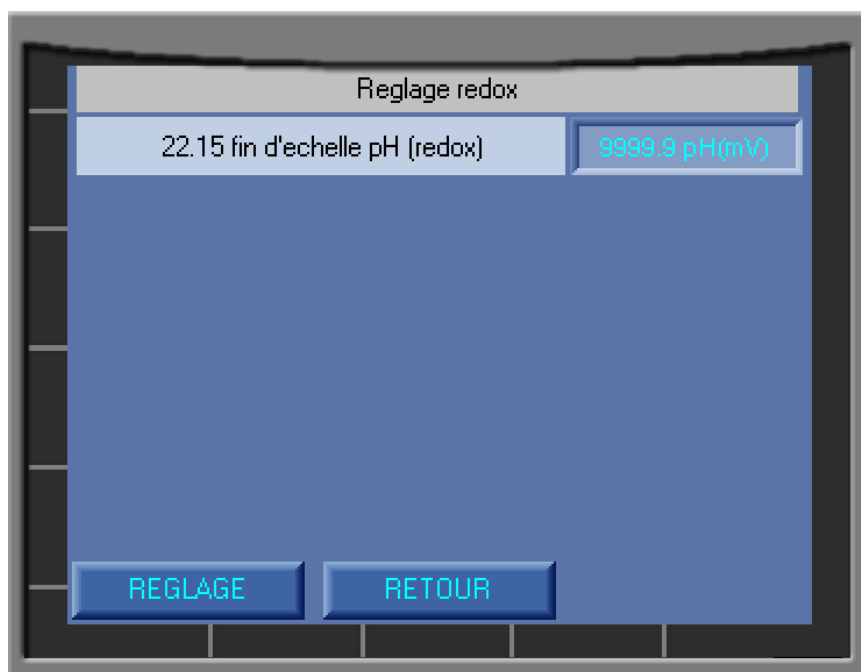 Reglage redox
22.15 fin d'echelle pH (redox) 9999.9 pH(mV)
REGLAGE RETOUR